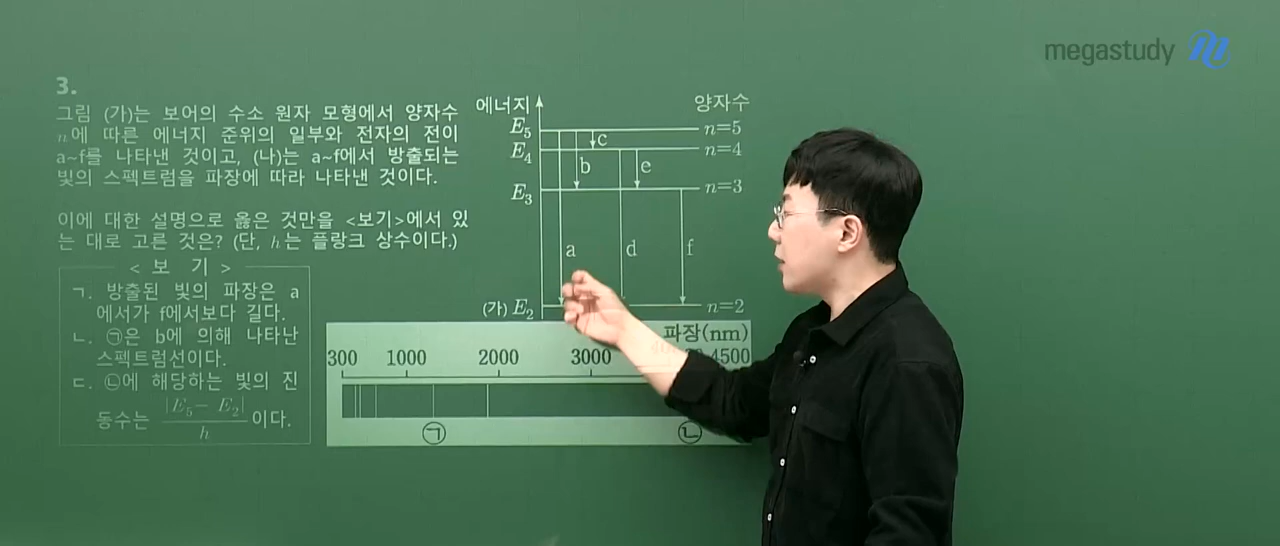 megastudy
3.
그림 (가)는 보어의 수소 원자 모형에서 양자수
n에 따른 에너지 준위의 일부와 전자의 전이
a~f를 나타낸 것이고, (나)는 a~f에서 방출되는
빛의 스펙트럼을 파장에 따라 나타낸 것이다.
이에 대한 설명으로 옳은 것만을 <보기>에서 있
는 대로 고른 것은? (단, h는 플랑크 상수이다.)
< 보 기 >
ㄱ. 방출된 빛의 파장은 a
에서가 f에서보다 길다.
ㄴ. ㉠은 b에 의해 나타난
스펙트럼선이다.
ㄷ. ㉡에 해당하는 빛의 진
동수는 |E₅− E₂|/h 이다.
에너지
양자수
E₅ n=5
c
E₄ n=4
b e
E₃ n=3
a d f
(가) E₂ n=2
파장(nm)
300 1000 2000 3000 4500
㉠ ㉡